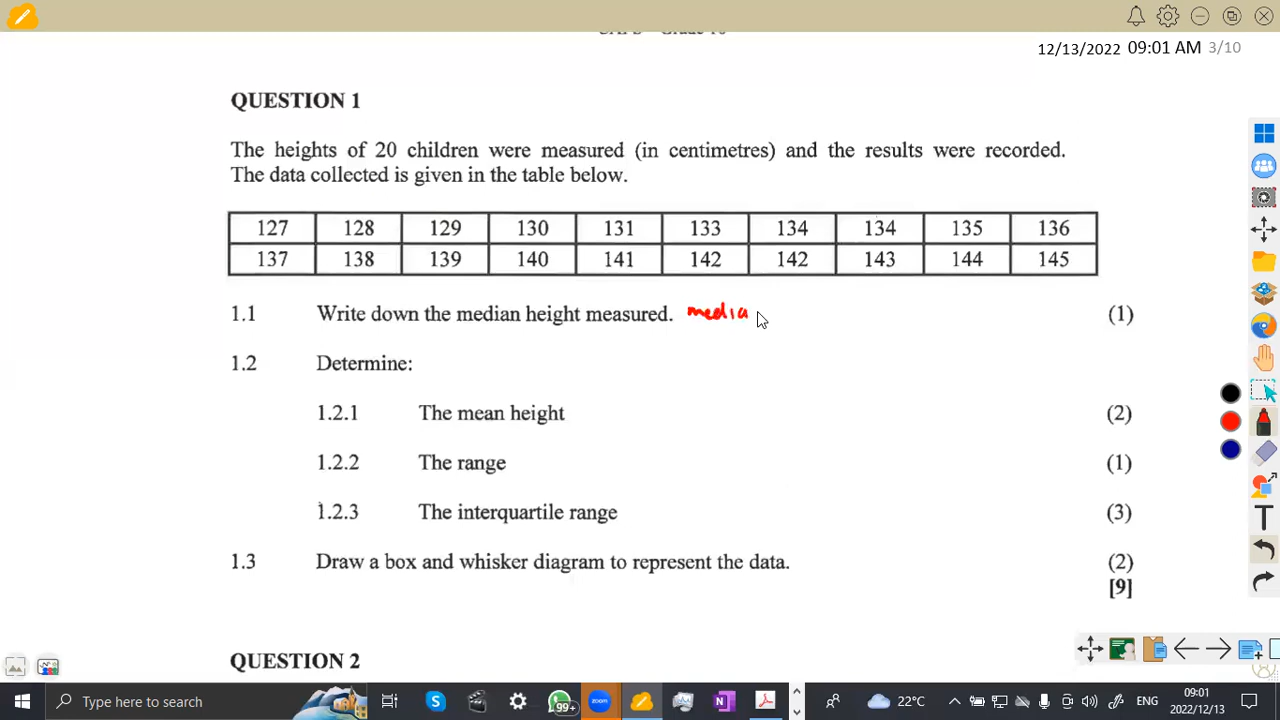 12/13/2022 09:01 AM 3/10
QUESTION 1
The heights of 20 children were measured (in centimetres) and the results were recorded.
The data collected is given in the table below.
127 128 129 130 131 133 134 134 135 136
137 138 139 140 141 142 142 143 144 145
1.1 Write down the median height measured. media (1)
1.2 Determine:
1.2.1 The mean height (2)
1.2.2 The range (1)
1.2.3 The interquartile range (3)
1.3 Draw a box and whisker diagram to represent the data. (2)
[9]
QUESTION 2
T
Type here to search
S
99+
zoom
N
22°C
ENG
09:01
2022/12/13